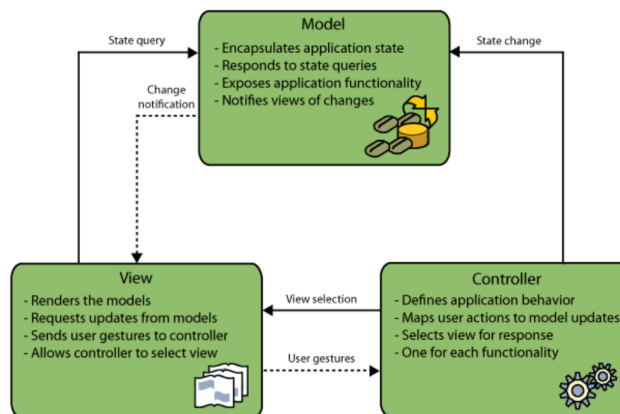 Model
- Encapsulates application state
- Responds to state queries
- Exposes application functionality
- Notifies views of changes
State query
State change
Change
notification
View
- Renders the models
- Requests updates from models
- Sends user gestures to controller
- Allows controller to select view
View selection
User gestures
Controller
- Defines application behavior
- Maps user actions to model updates
- Selects view for response
- One for each functionality